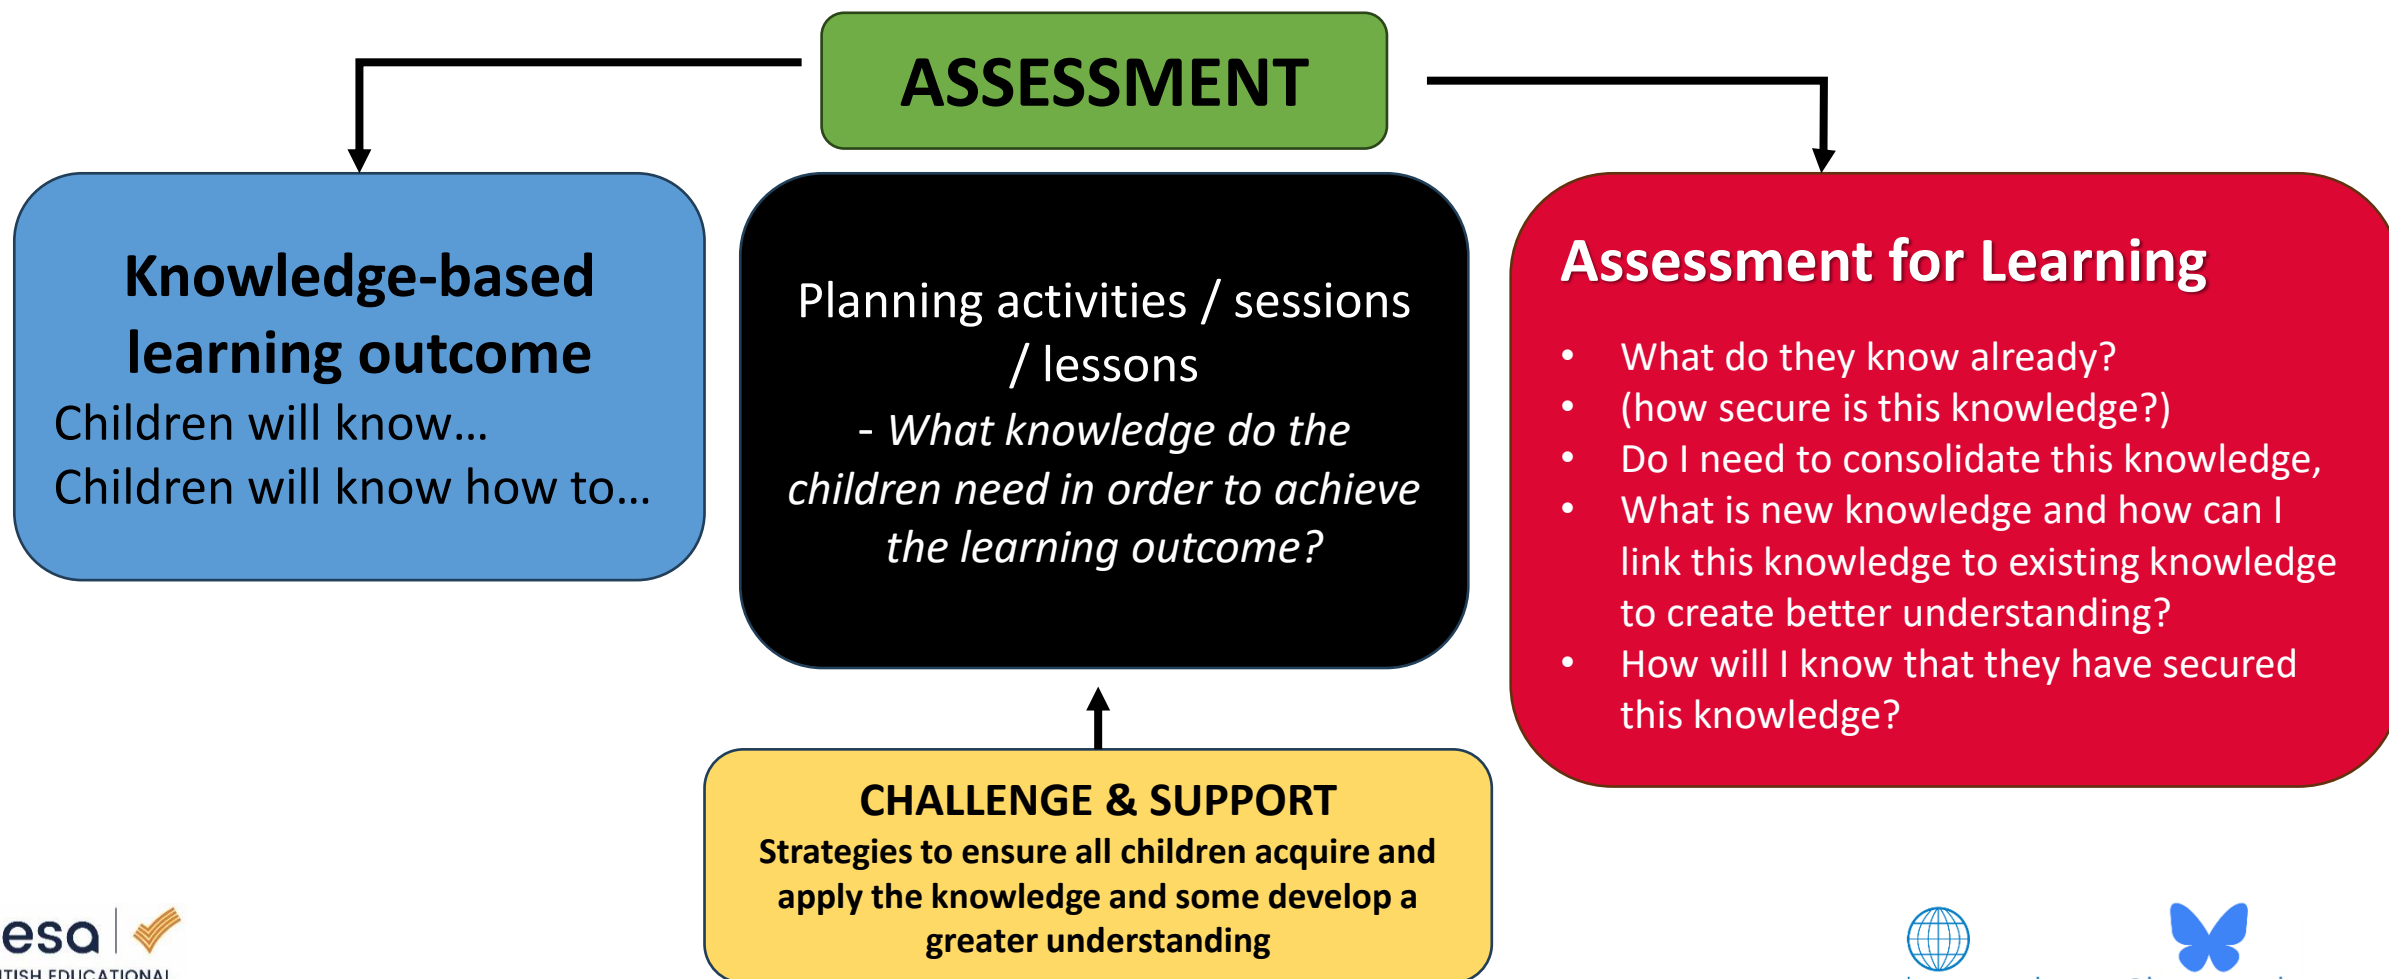 ASSESSMENT
Knowledge-based
learning outcome
Children will know...
Children will know how to...
Planning activities / sessions
/ lessons
- What knowledge do the
children need in order to achieve
the learning outcome?
Assessment for Learning
• What do they know already?
• (how secure is this knowledge?)
• Do I need to consolidate this knowledge,
• What is new knowledge and how can I
link this knowledge to existing knowledge
to create better understanding?
• How will I know that they have secured
this knowledge?
CHALLENGE & SUPPORT
Strategies to ensure all children acquire and
apply the knowledge and some develop a
greater understanding
esa
EDUCATIONAL